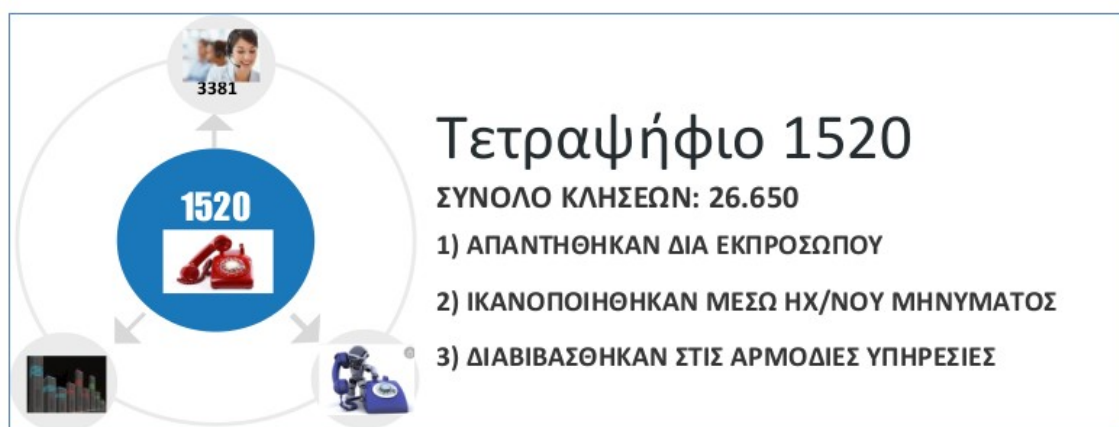 3381
1520
Τετραψήφιο 1520
ΣΥΝΟΛΟ ΚΛΗΣΕΩΝ: 26.650
1) ΑΠΑΝΤΗΘΗΚΑΝ ΔΙΑ ΕΚΠΡΟΣΩΠΟΥ
2) ΙΚΑΝΟΠΟΙΗΘΗΚΑΝ ΜΕΣΩ ΗΧ/ΝΟΥ ΜΗΝΥΜΑΤΟΣ
3) ΔΙΑΒΙΒΑΣΘΗΚΑΝ ΣΤΙΣ ΑΡΜΟΔΙΕΣ ΥΠΗΡΕΣΙΕΣ